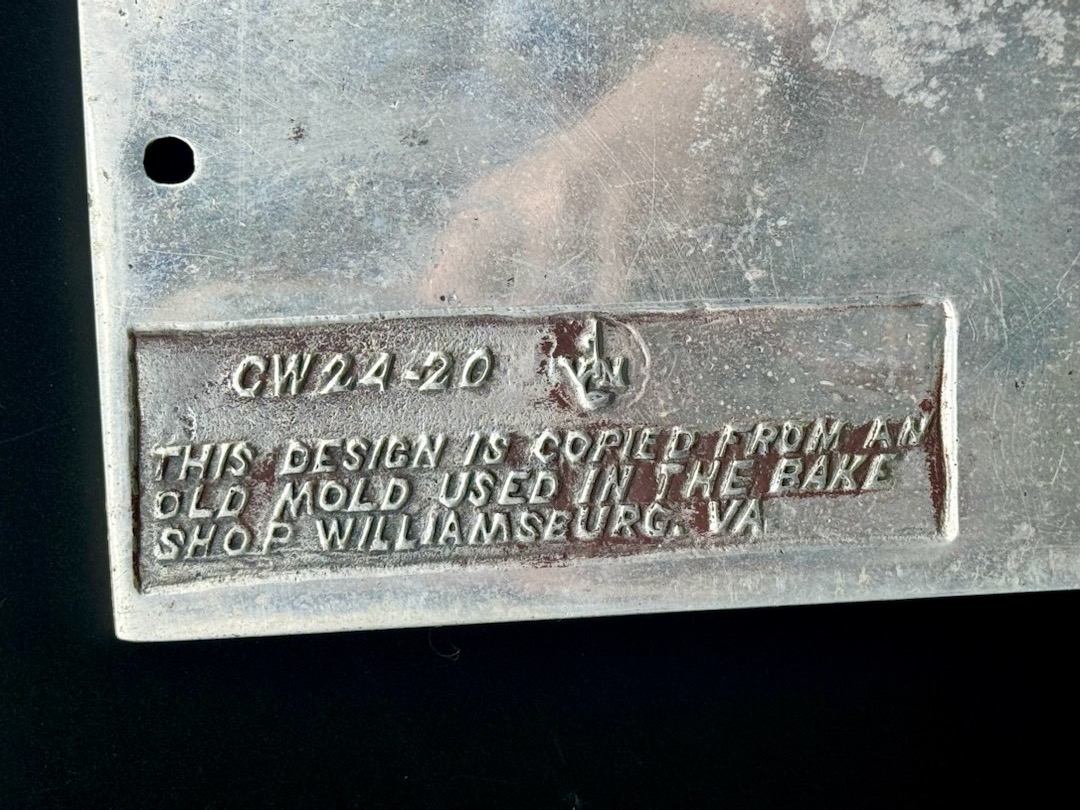 CW24-20
THIS DESIGN IS COPIED FROM AN
OLD MOLD USED IN THE BAKE
SHOP WILLIAMSBURG. VA